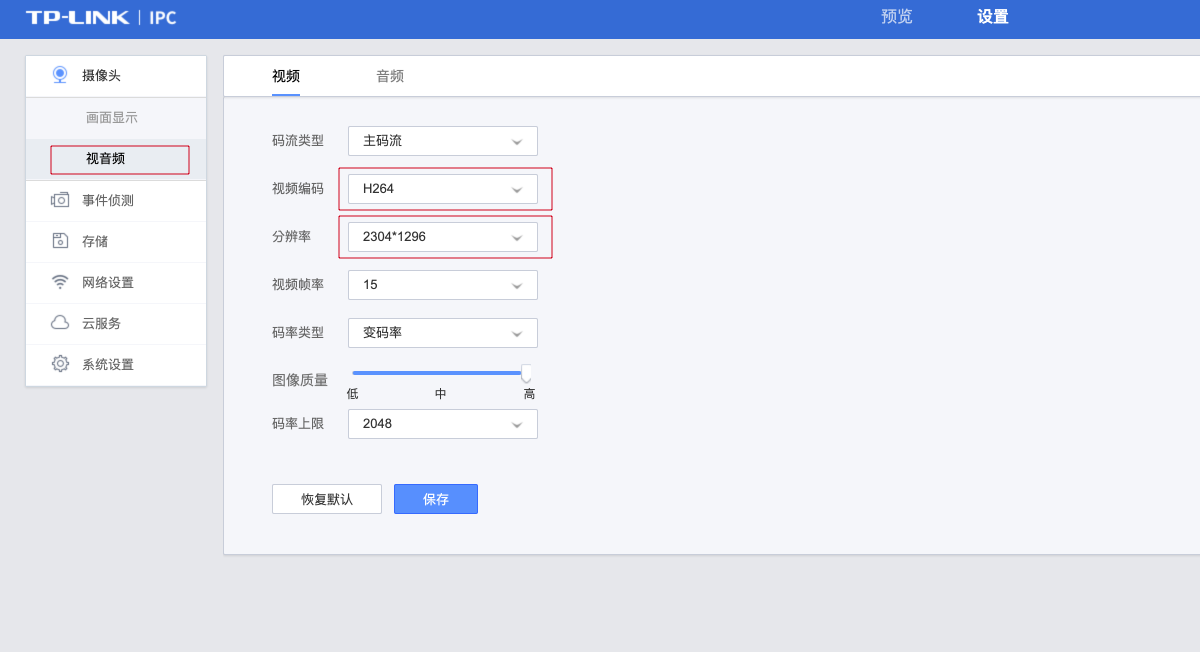 TP-LINK | IPC
预览
设置
摄像头
画面显示
视音频
事件侦测
存储
网络设置
云服务
系统设置
视频
音频
码流类型
主码流
视频编码
H264
分辨率
2304*1296
视频帧率
15
码率类型
变码率
图像质量
低
中
高
码率上限
2048
恢复默认
保存